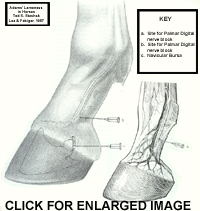 Adams' Lameness
in Horses
Ted S. Stashak
Lea & Febiger, 1987
KEY
a. Site for Palmar Digital
nerve block
b. Site for Palmar Digital
nerve block
c. Navicular Bursa
CLICK FOR ENLARGED IMAGE